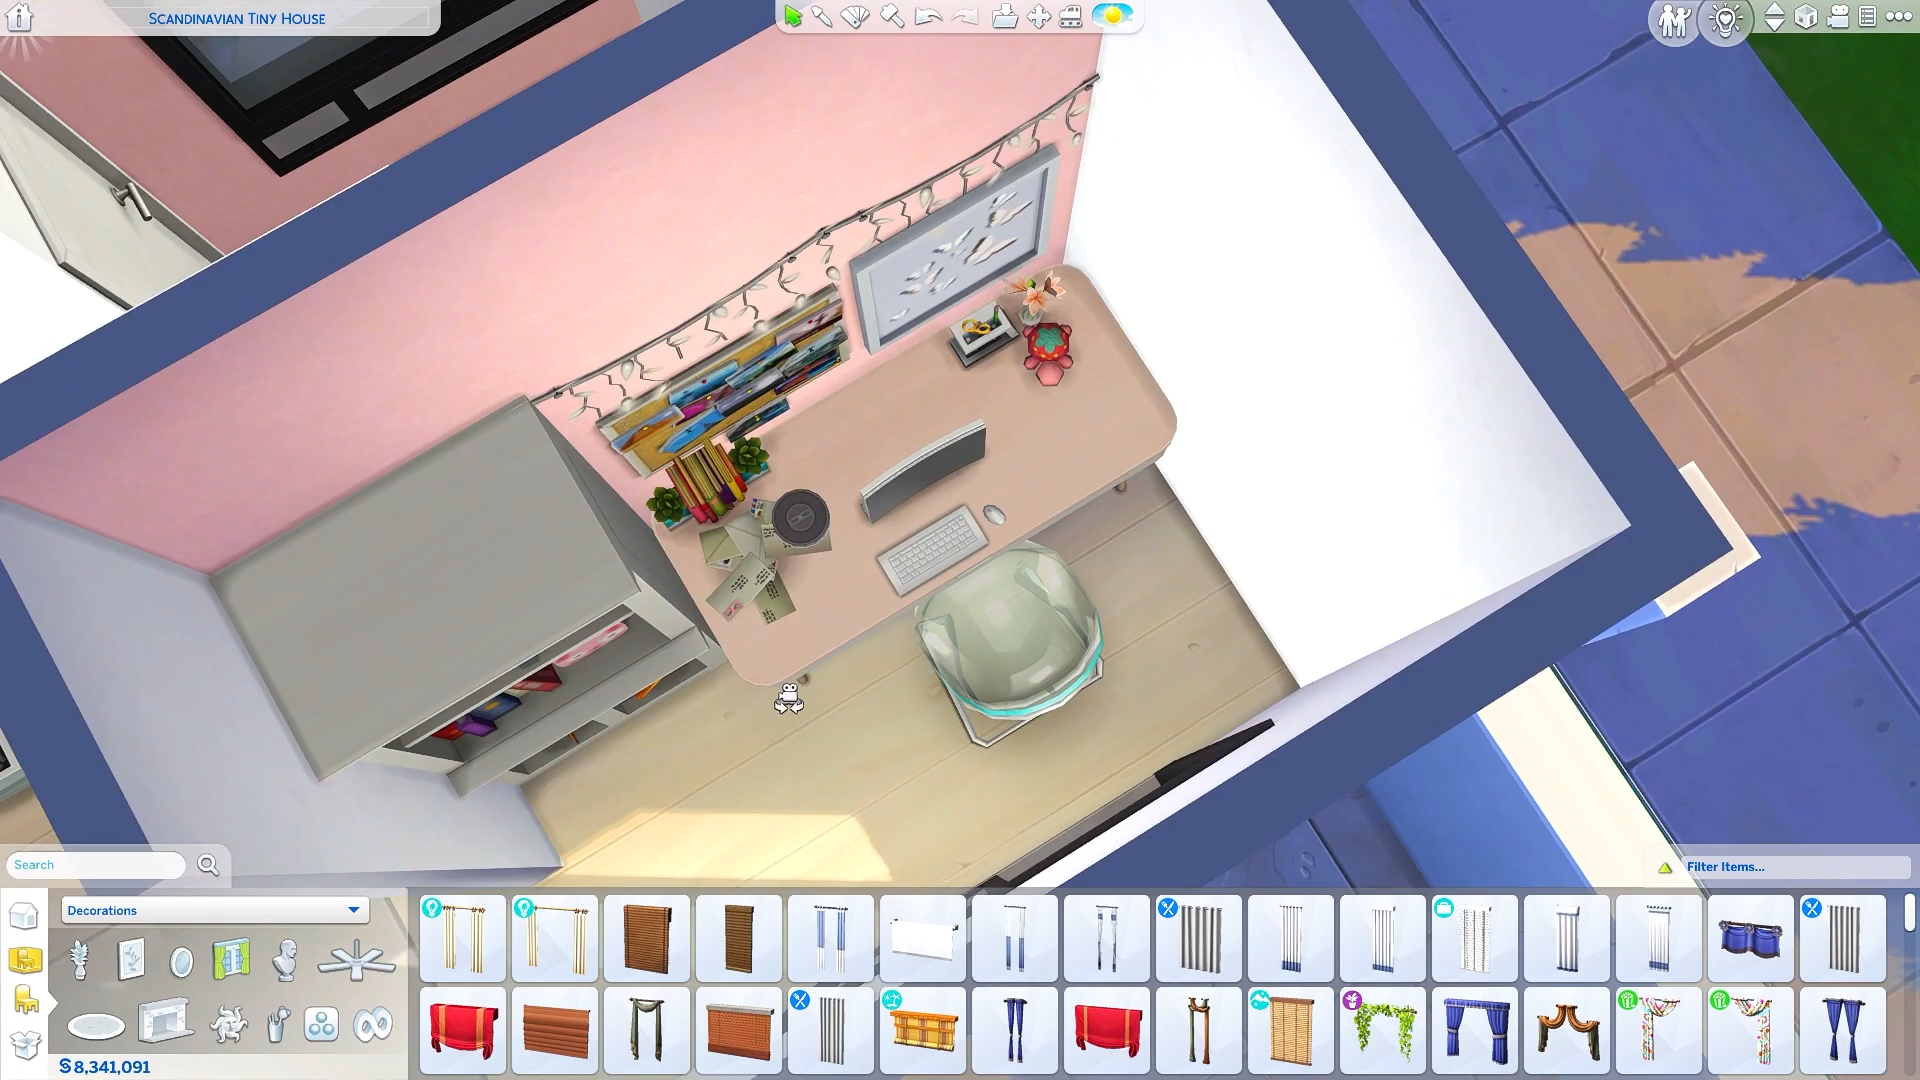 Scandinavian Tiny House
Search
Filter Items...
Decorations
§8,341,091